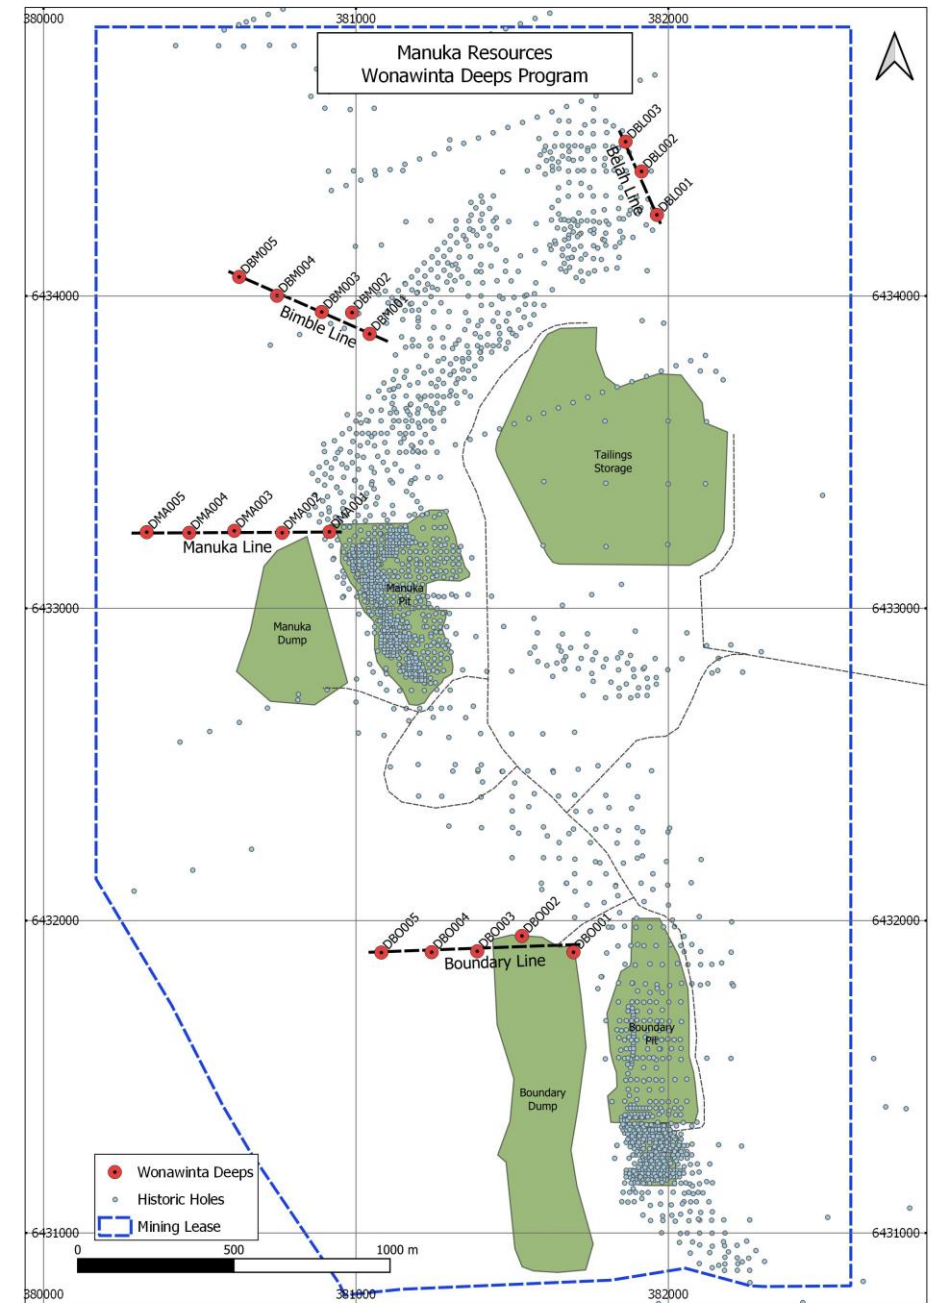 380000
381000
382000
Manuka Resources
Wonawinta Deeps Program
DBL003
DBL002
DBL001
Belah Line
DBM005
DBM004
DBM003
DBM002
DBM001
Bimble Line
6434000
6434000
Tailings
Storage
DMA005
DMA004
DMA003
DMA002
DMA001
Manuka Line
Manuka
Pit
6433000
6433000
Manuka
Dump
6432000
6432000
DBO005
DBO004
DBO003
DBO002
DBO001
Boundary Line
Boundary
Pit
Boundary
Dump
Wonawinta Deeps
Historic Holes
Mining Lease
6431000
6431000
0
500
1000 m
380000
381000
382000